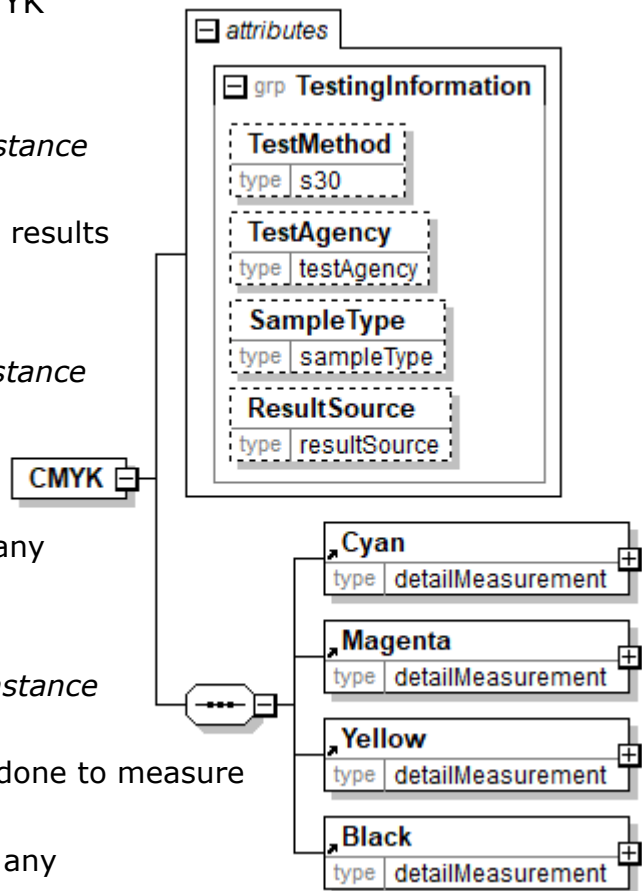 YK
attributes
grp TestingInformation
stance
TestMethod
type s30
results
TestAgency
type testAgency
SampleType
type sampleType
stance
ResultSource
type resultSource
CMYK
any
Cyan
type detailMeasurement
Magenta
type detailMeasurement
nstance
Yellow
type detailMeasurement
done to measure
Black
any
type detailMeasurement